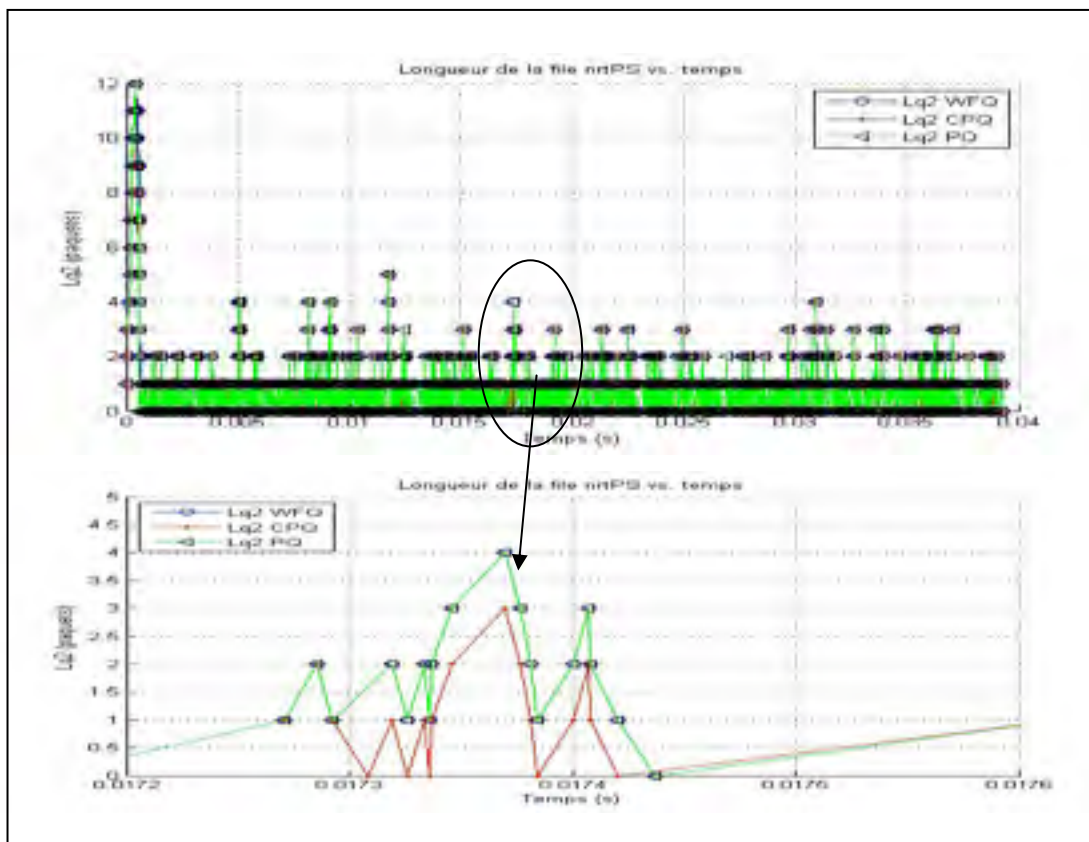 Longueur de la file nrtPS vs. temps
12
10
8
6
4
2
0
Lq2 (paquets)
Lq2 WFQ
Lq2 CPQ
Lq2 PQ
0 0.005 0.01 0.015 0.02 0.025 0.03 0.035 0.04
Temps (s)
Longueur de la file nrtPS vs. temps
5
4.5
4
3.5
3
2.5
2
1.5
1
0.5
0
Lq2 (paquets)
Lq2 WFQ
Lq2 CPQ
Lq2 PQ
0.0172 0.0173 0.0174 0.0175 0.0176
Temps (s)